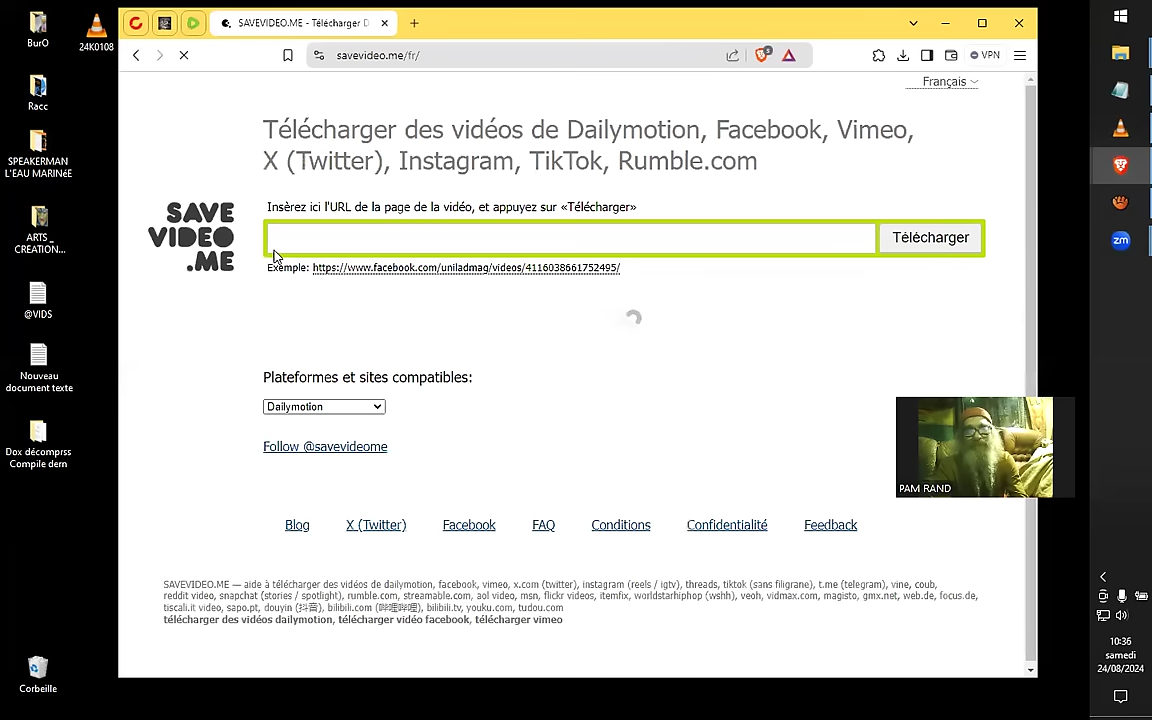 BurO
24K0108
Racc
SPEAKERMAN
L'EAU MARINéE
ARTS _
CREATION...
@VIDS
Nouveau
document texte
Dox décomprss
Compile dern
Corbeille
SAVEVIDEO.ME - Télécharger D
savevideo.me/fr/
VPN
Français
Télécharger des vidéos de Dailymotion, Facebook, Vimeo,
X (Twitter), Instagram, TikTok, Rumble.com
SAVE
VIDEO
.ME
Insèrez ici l'URL de la page de la vidéo, et appuyez sur «Télécharger»
Télécharger
Exemple: https://www.facebook.com/uniladmag/videos/4116038661752495/
Plateformes et sites compatibles:
Dailymotion
Follow @savevideome
PAM RAND
Blog X (Twitter) Facebook FAQ Conditions Confidentialité Feedback
SAVEVIDEO.ME — aide à télécharger des vidéos de dailymotion, facebook, vimeo, x.com (twitter), instagram (reels / igtv), threads, tiktok (sans filigrane), t.me (telegram), vine, coub,
reddit video, snapchat (stories / spotlight), rumble.com, streamable.com, aol video, msn, flickr videos, itemfix, worldstarhiphop (wshh), veoh, vidmax.com, magisto, gmx.net, web.de, focus.de,
tiscali.it video, sapo.pt, douyin (抖音), bilibili.com (哔哩哔哩), bilibili.tv, youku.com, tudou.com
télécharger des vidéos dailymotion, télécharger vidéo facebook, télécharger vimeo
zm
10:36
samedi
24/08/2024